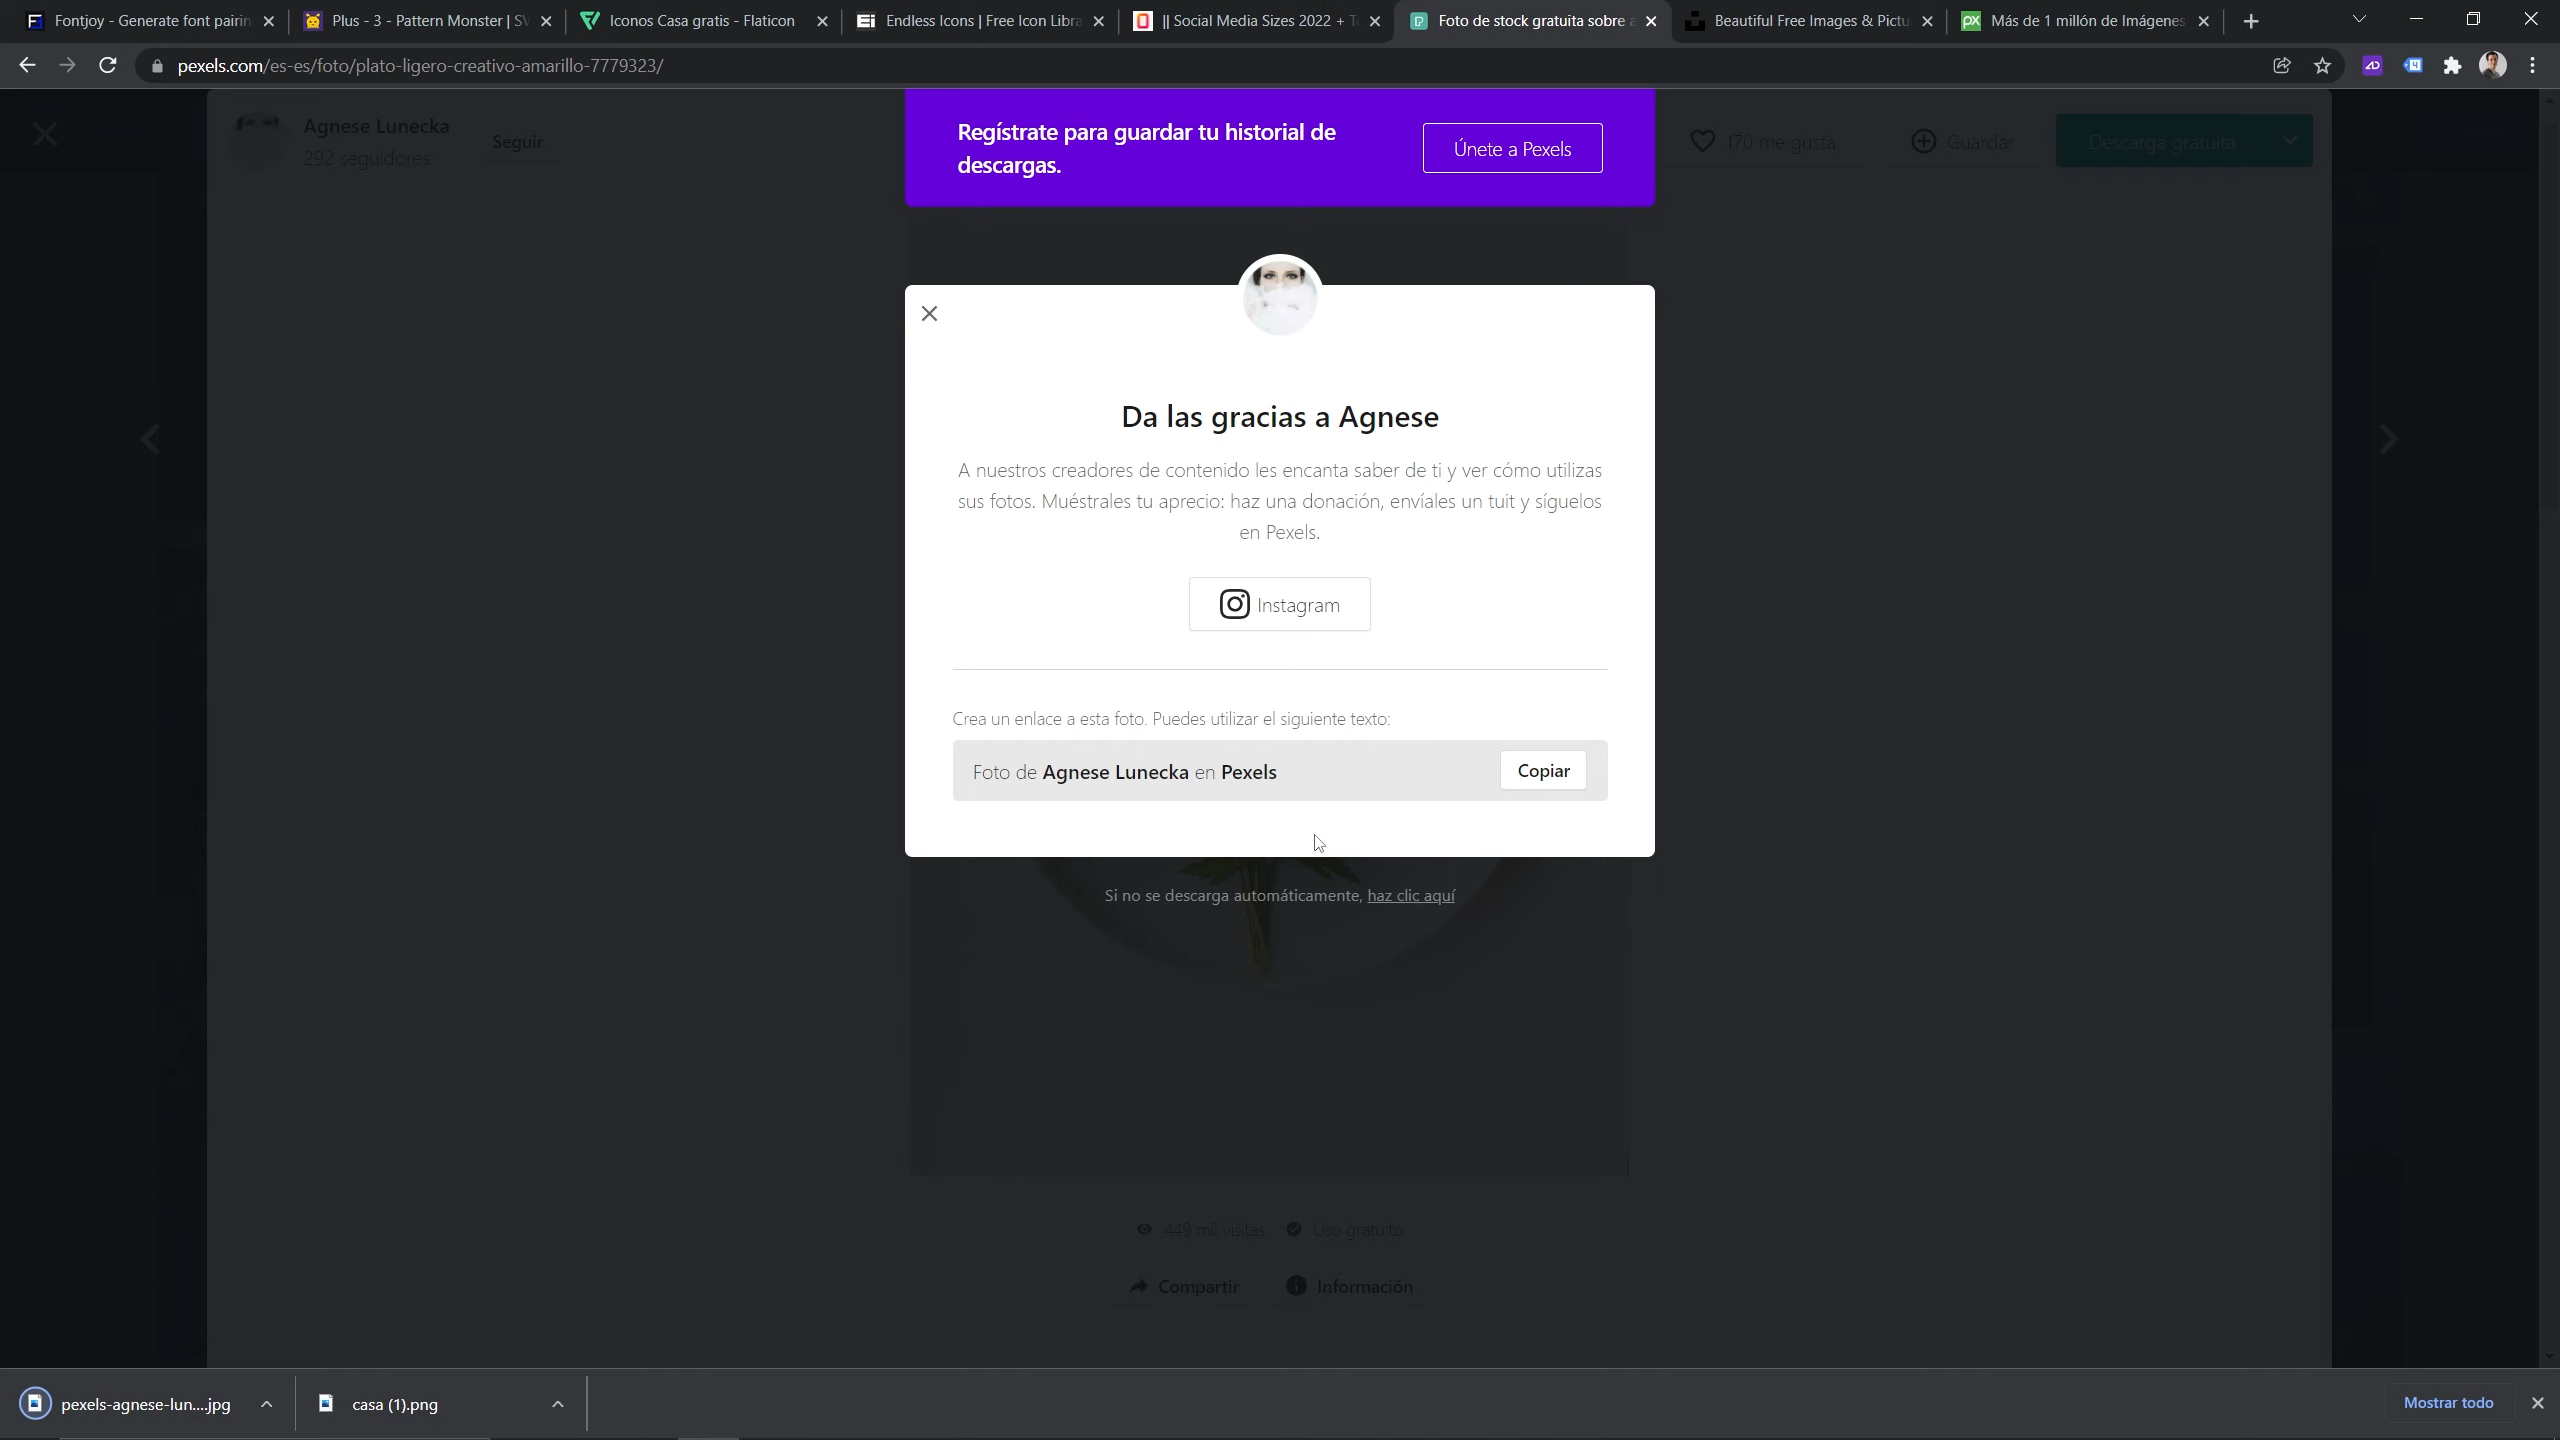 Fontjoy - Generate font pairin
Plus - 3 - Pattern Monster | SV
Iconos Casa gratis - Flaticon
Endless Icons | Free Icon Libra
|| Social Media Sizes 2022 + T
Foto de stock gratuita sobre a
Beautiful Free Images & Pictu
Más de 1 millón de Imágenes
pexels.com/es-es/foto/plato-ligero-creativo-amarillo-7779323/
Agnese Lunecka
292 seguidores
Seguir
Regístrate para guardar tu historial de
descargas.
Únete a Pexels
170 me gusta
Guardar
Descarga gratuita
Da las gracias a Agnese
A nuestros creadores de contenido les encanta saber de ti y ver cómo utilizas
sus fotos. Muéstrales tu aprecio: haz una donación, envíales un tuit y síguelos
en Pexels.
Instagram
Crea un enlace a esta foto. Puedes utilizar el siguiente texto:
Foto de Agnese Lunecka en Pexels
Copiar
Si no se descarga automáticamente, haz clic aquí
449 mil visitas
Uso gratuito
Compartir
Información
pexels-agnese-lun....jpg
casa (1).png
Mostrar todo